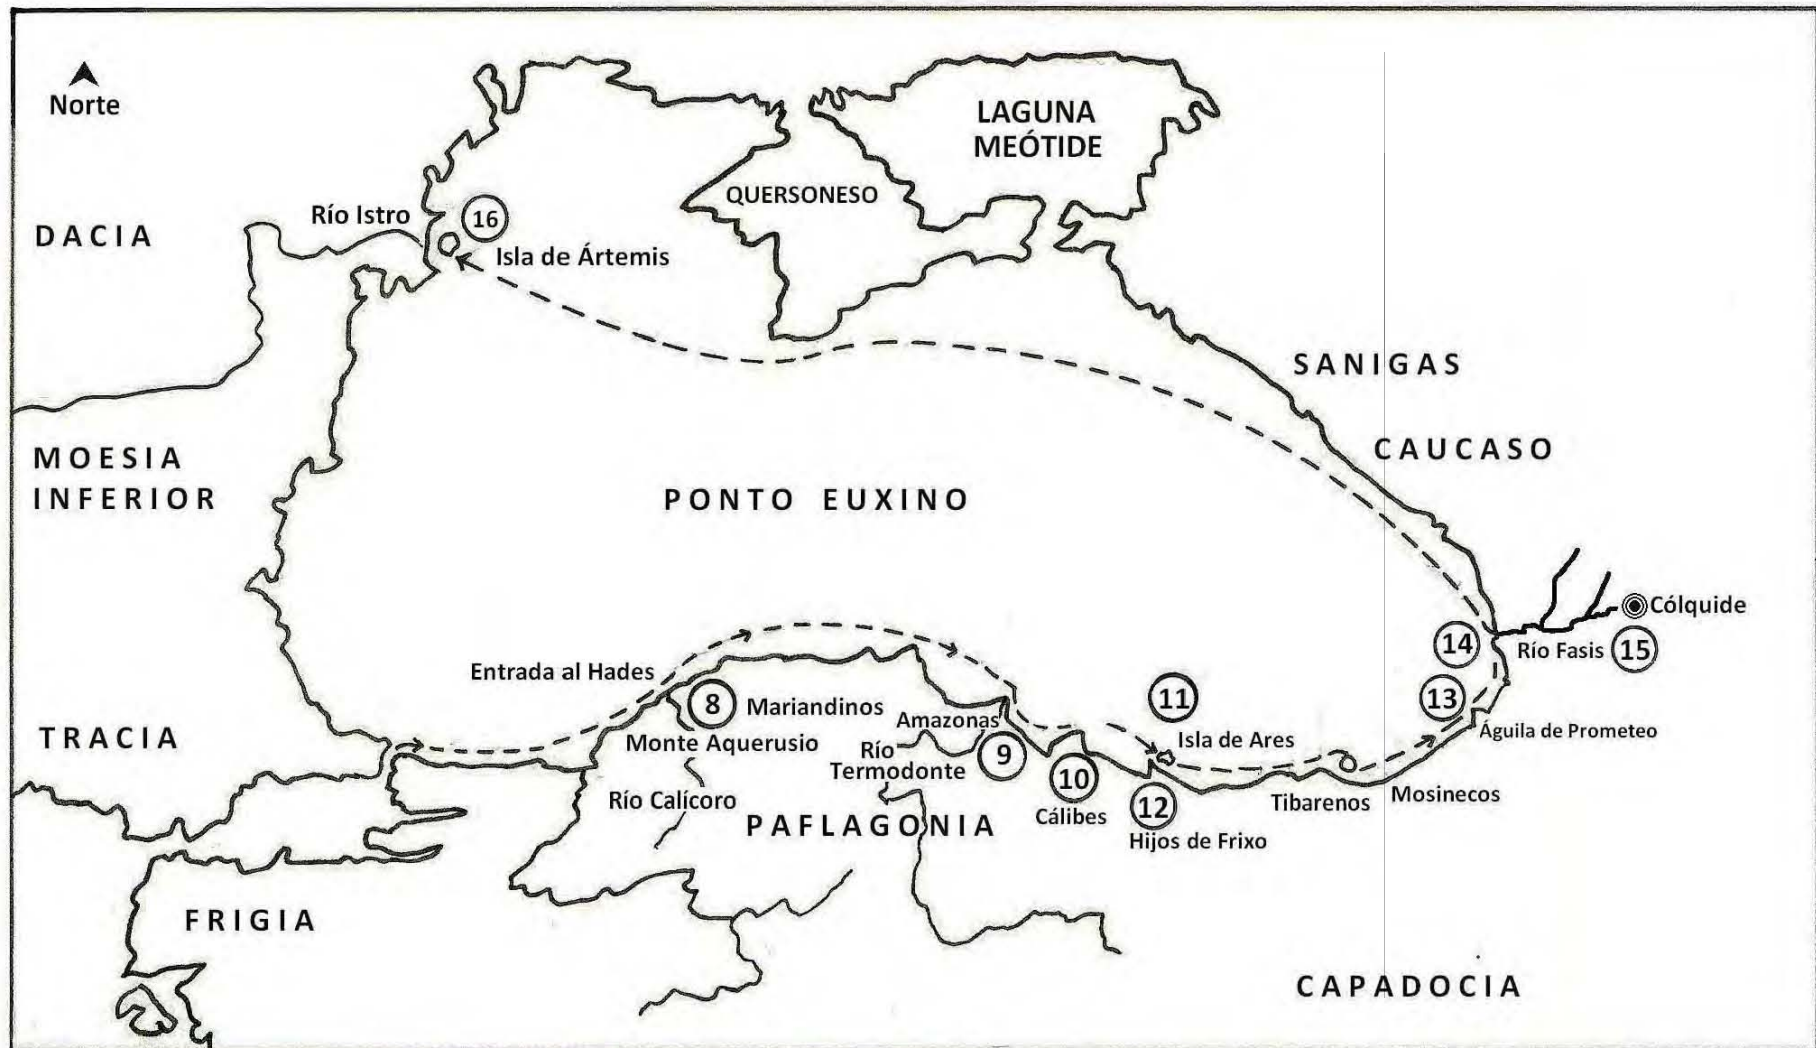 Norte
LAGUNA
MEÓTIDE
QUERSONESO
Río Istro
16
DACIA
Isla de Ártemis
SANIGAS
CAUCASO
MOESIA
INFERIOR
PONTO EUXINO
Cólquide
14
Río Fasis
15
Entrada al Hades
8
Mariandinos
11
13
Amazonas
Águila de Prometeo
TRACIA
Monte Aquerusio
Río
Termodonte
9
Isla de Ares
10
Río Calícoro
12
Tibarenos
Mosinecos
PAFLAGONIA
Cálibes
Hijos de Frixo
FRIGIA
CAPADOCIA